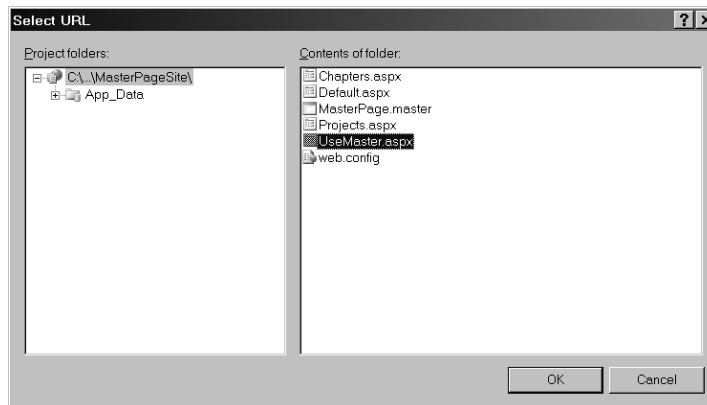 Select URL
Project folders:
Contents of folder:
C:\...\MasterPageSite\
App_Data
Chapters.aspx
Default.aspx
MasterPage.master
Projects.aspx
UseMaster.aspx
web.config
OK
Cancel